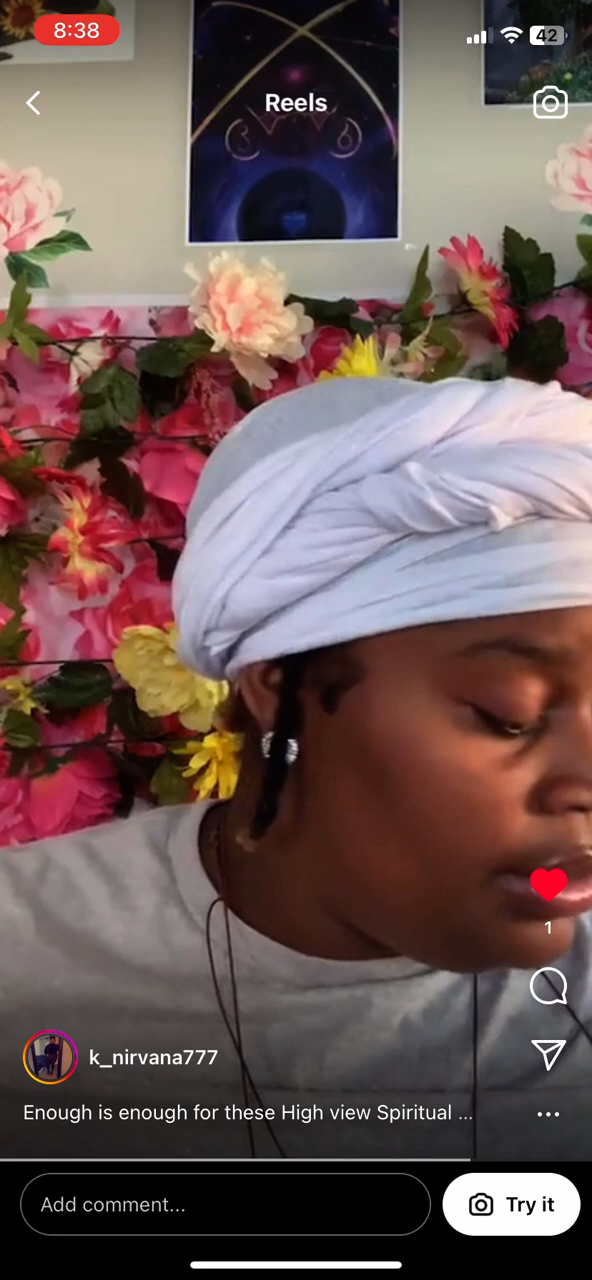 8:38
42
Reels
1
k_nirvana777
Enough is enough for these High view Spiritual ...
Add comment...
Try it